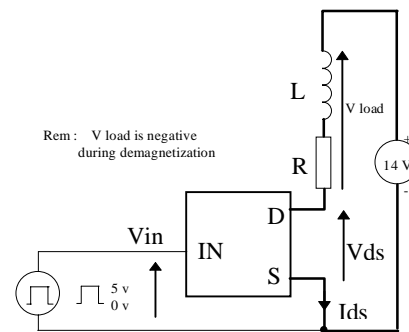 L
V load
Rem : V load is negative
during demagnetization
+
14 V
-
R
D
Vin
IN
Vds
S
5 v
0 v
Ids